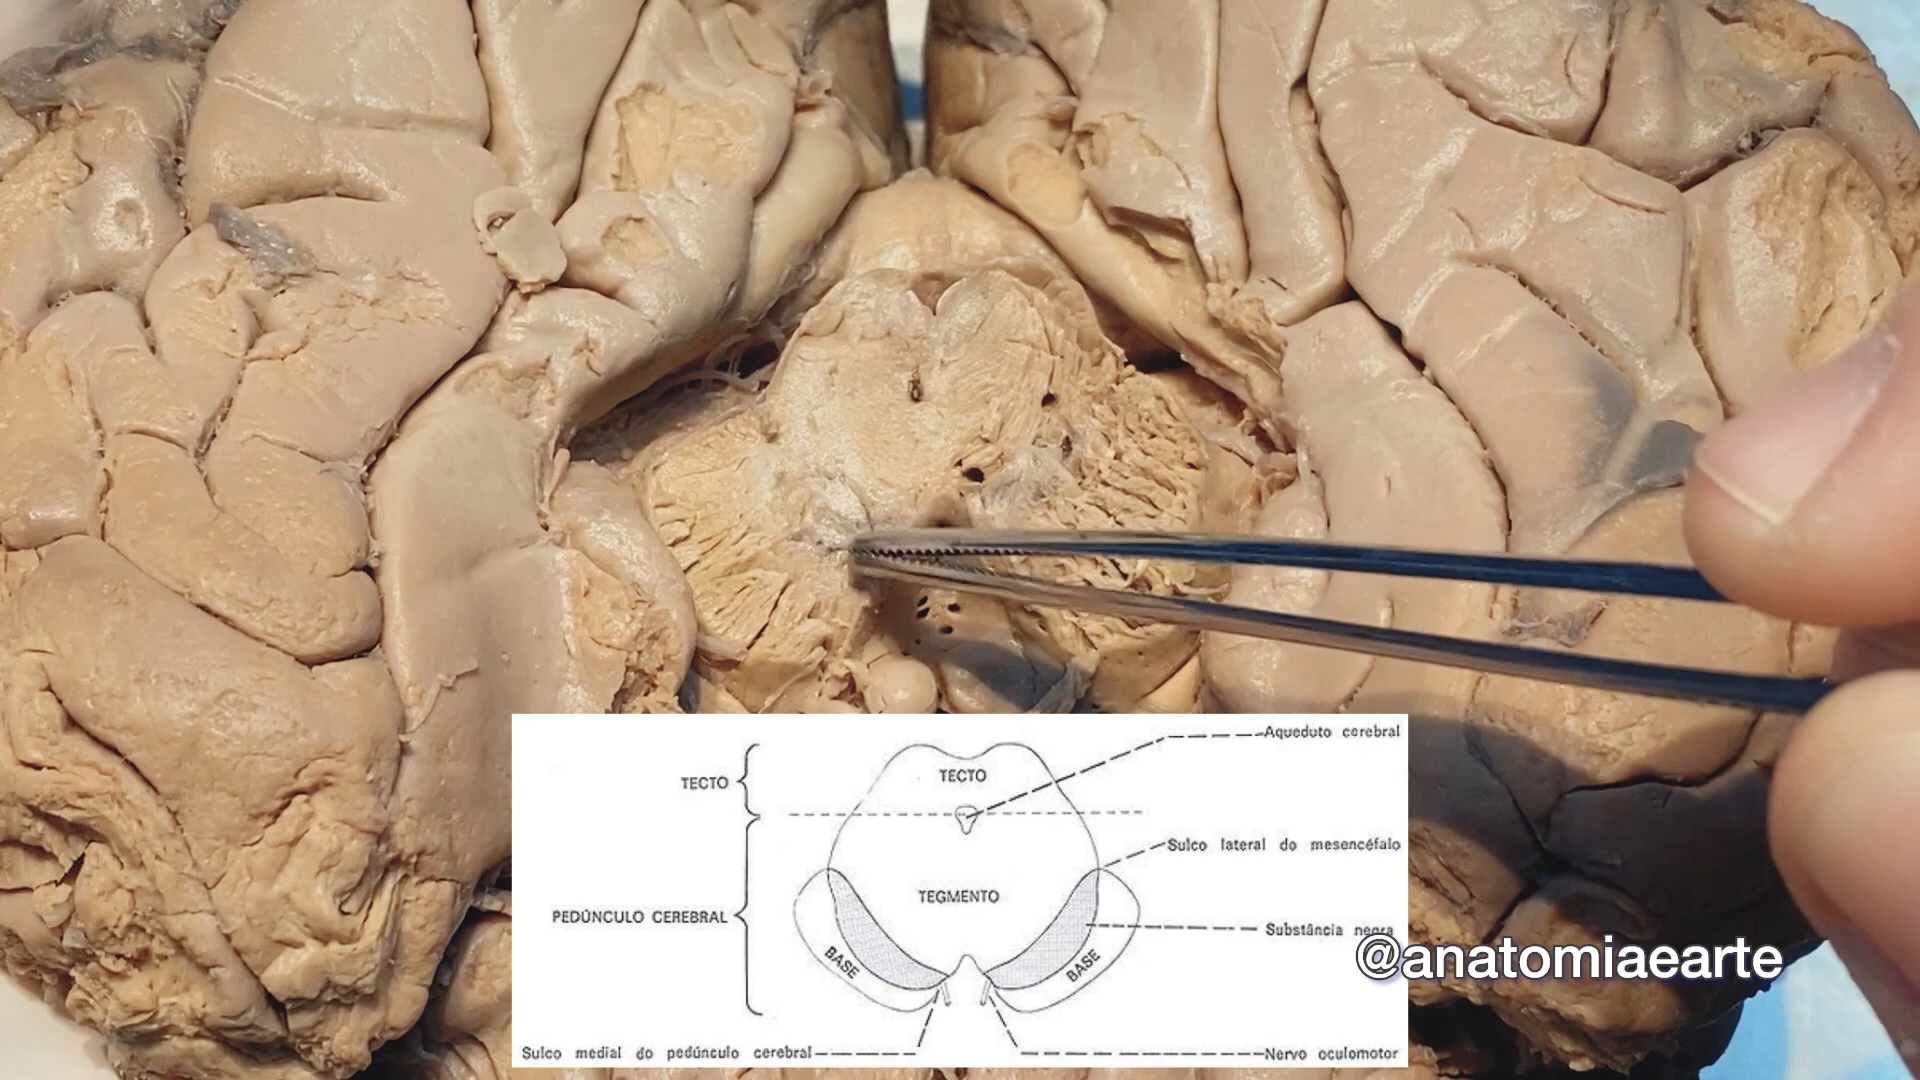 Aqueduto cerebral
TECTO
TECTO
Sulco lateral do mesencéfalo
TEGMENTO
PEDÚNCULO CEREBRAL
Substância negra
BASE
BASE
@anatomiaearte
Sulco medial do pedúnculo cerebral
Nervo oculomotor